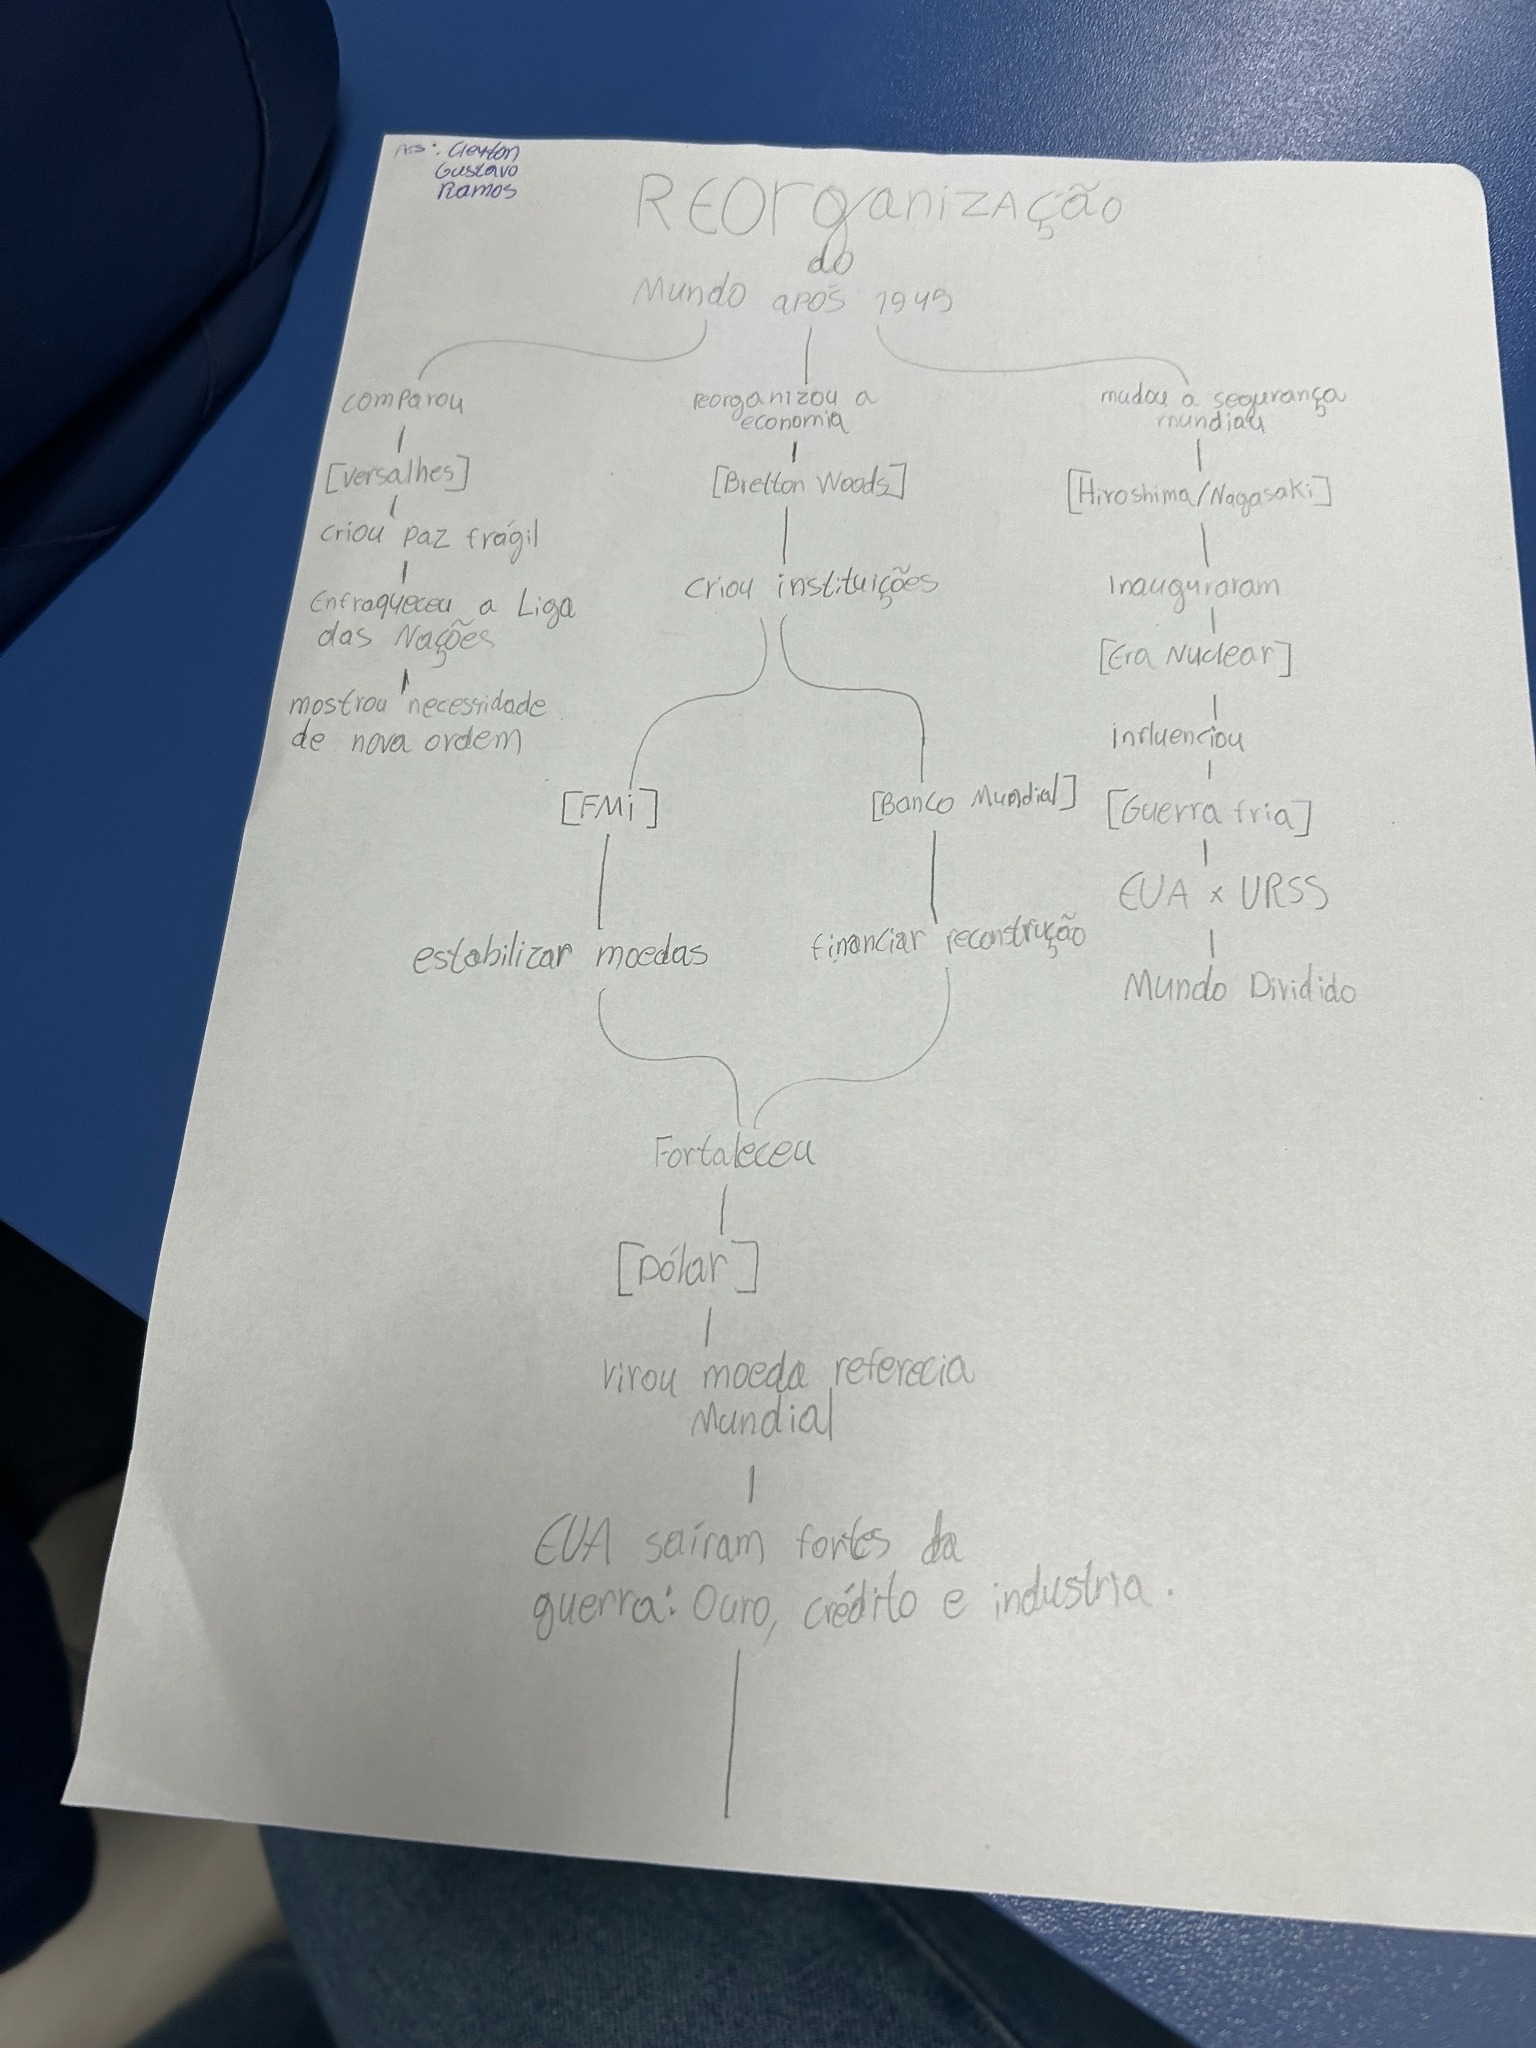 Ass: Cleyton
Gustavo
Ramos
REOrganizAção
do
Mundo após 1945
comparou
[Versalhes]
criou paz frágil
Enfraqueceu a Liga
das Nações
mostrou necessidade
de nova ordem
reorganizou a
economia
[Bretton Woods]
criou instituições
[FMi]
estabilizar moedas
[Banco Mundial]
financiar reconstrução
Fortaleceu
[Dólar]
virou moeda referecia
Mundial
EUA saíram fortes da
guerra: Ouro, crédito e industria.
mudou a segurança
mundiau
[Hiroshima/Nagasaki]
inauguraram
[Era Nuclear]
influenciou
[Guerra fria]
EUA x URSS
Mundo Dividido